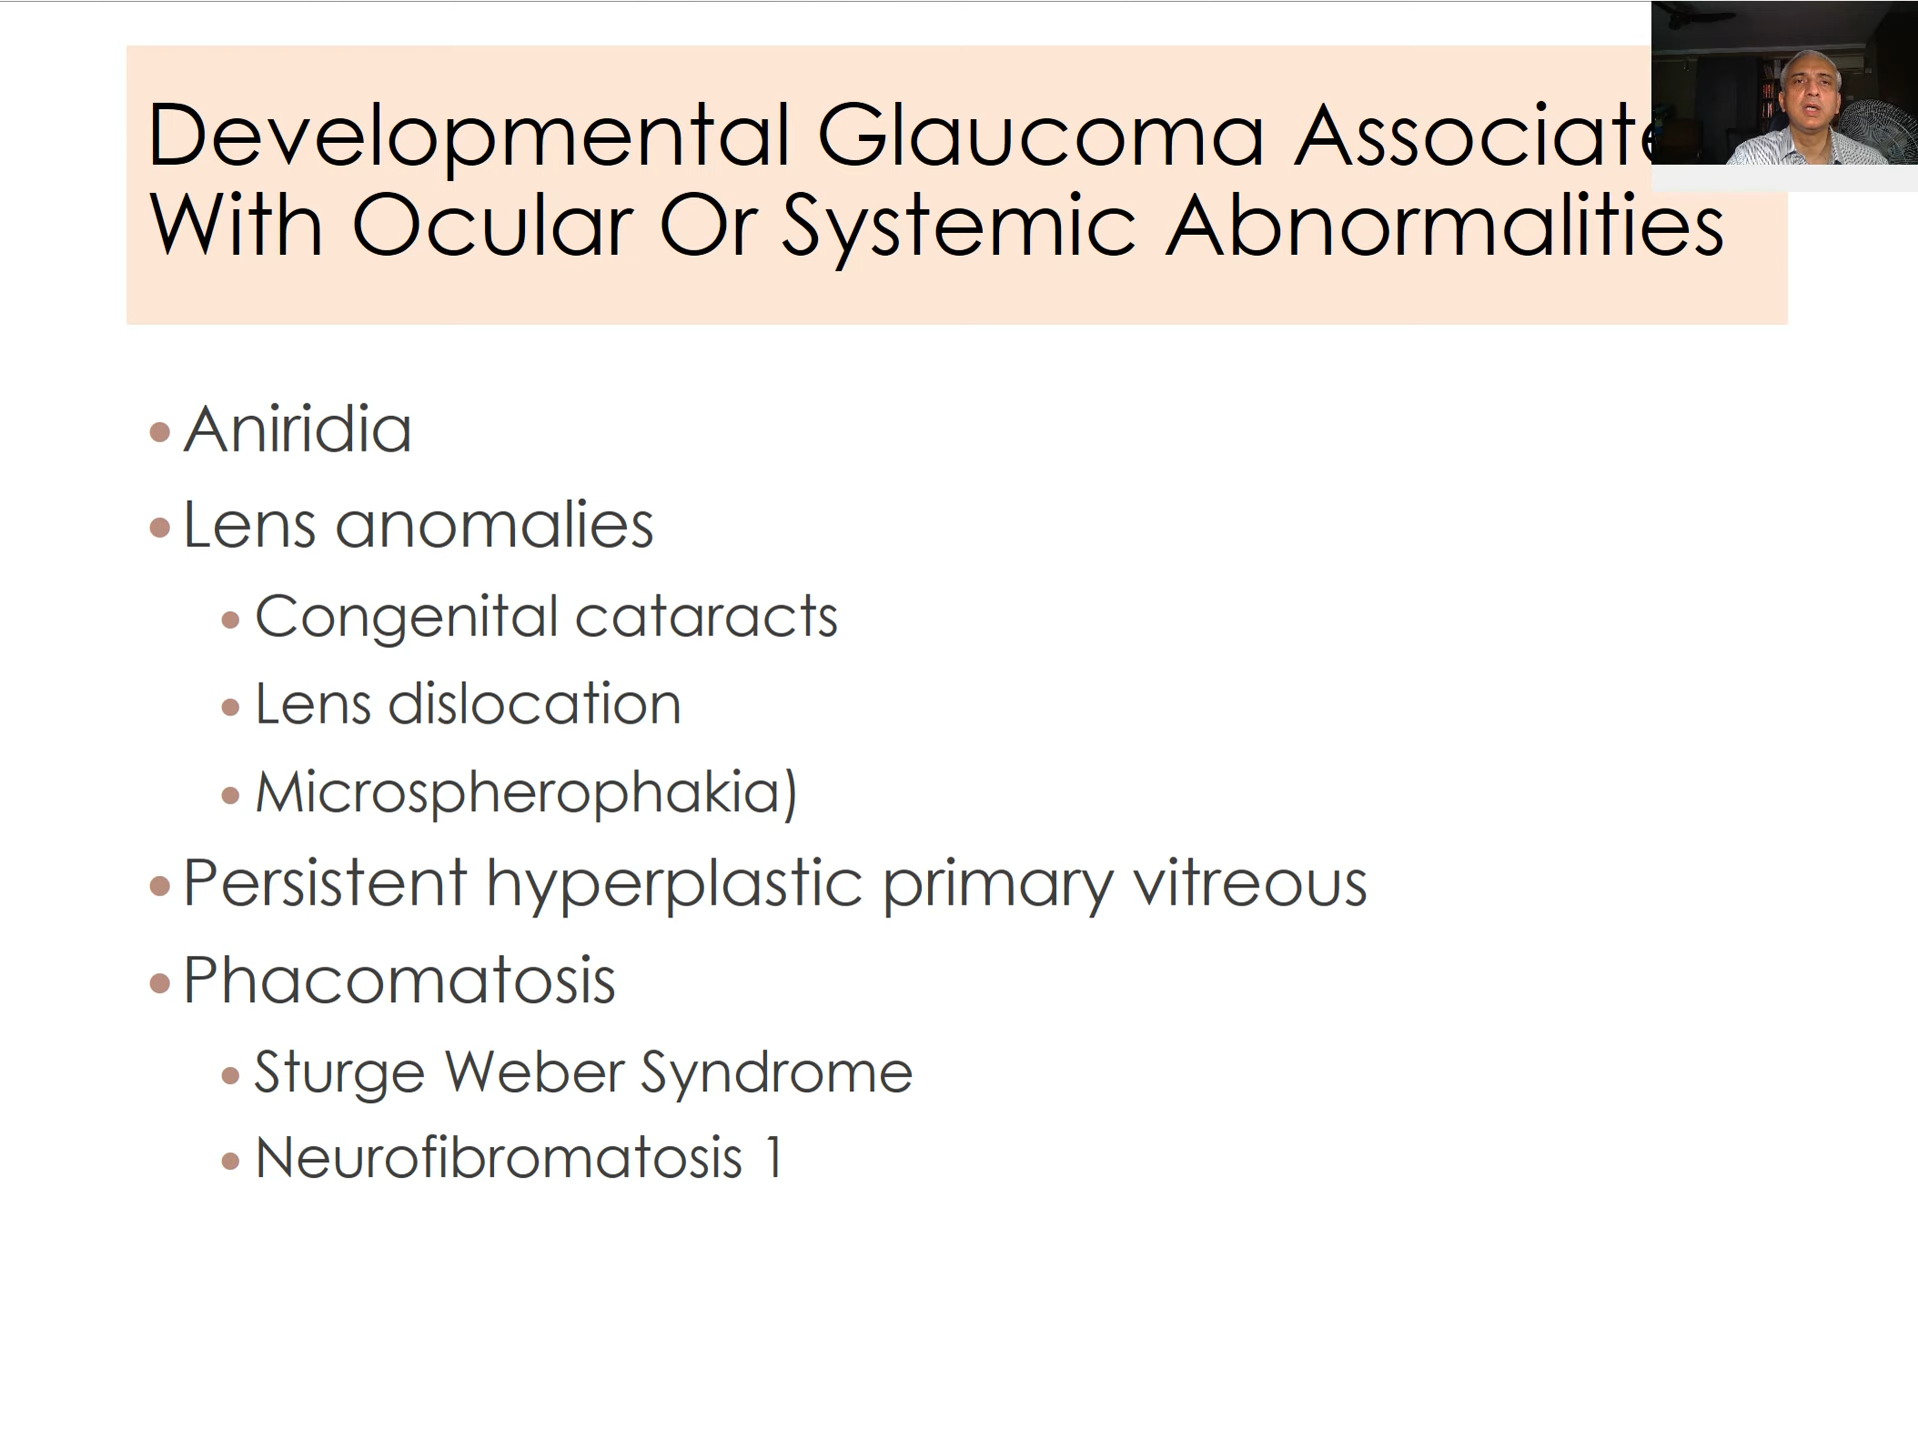 Developmental Glaucoma Associate
With Ocular Or Systemic Abnormalities
• Aniridia
• Lens anomalies
• Congenital cataracts
• Lens dislocation
• Microspherophakia)
• Persistent hyperplastic primary vitreous
• Phacomatosis
• Sturge Weber Syndrome
• Neurofibromatosis 1